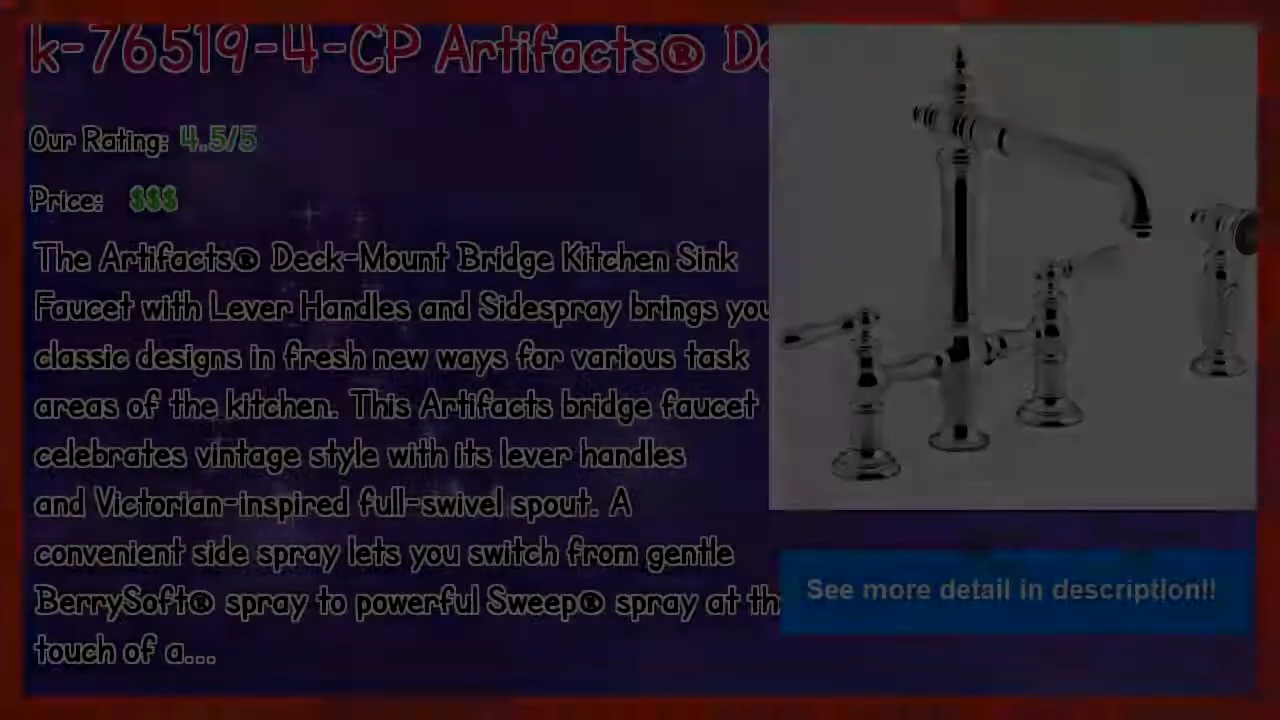 k-76519-4-CP Artifacts® De
Our Rating: 4.5/5
Price: $$$
The Artifacts® Deck-Mount Bridge Kitchen Sink
Faucet with Lever Handles and Sidespray brings you
classic designs in fresh new ways for various task
areas of the kitchen. This Artifacts bridge faucet
celebrates vintage style with its lever handles
and Victorian-inspired full-swivel spout. A
convenient side spray lets you switch from gentle
BerrySoft® spray to powerful Sweep® spray at th
touch of a...
See more detail in description!!